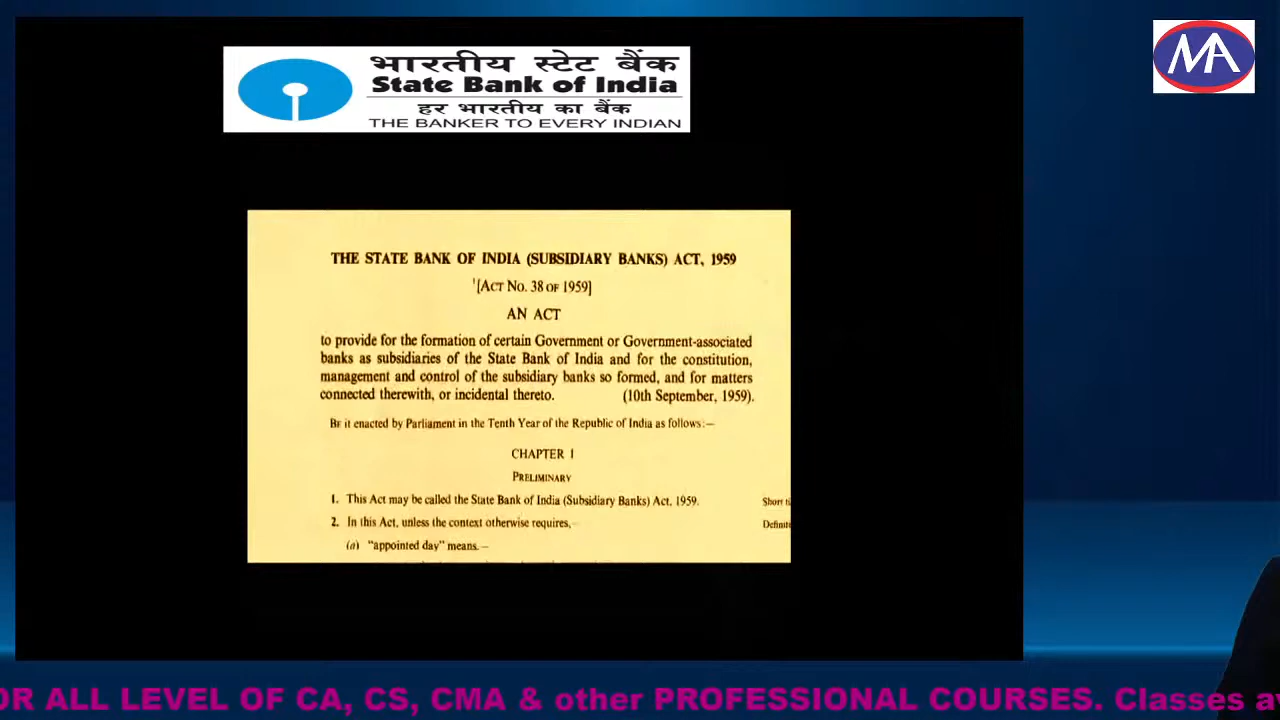 भारतीय स्टेट बैंक
State Bank of India
हर भारतीय का बैंक
THE BANKER TO EVERY INDIAN
MA
THE STATE BANK OF INDIA (SUBSIDIARY BANKS) ACT, 1959
¹[ACT No. 38 OF 1959]
AN ACT
to provide for the formation of certain Government or Government-associated
banks as subsidiaries of the State Bank of India and for the constitution,
management and control of the subsidiary banks so formed, and for matters
connected therewith, or incidental thereto. (10th September, 1959).
BE it enacted by Parliament in the Tenth Year of the Republic of India as follows:—
CHAPTER I
PRELIMINARY
1. This Act may be called the State Bank of India (Subsidiary Banks) Act, 1959. Short
2. In this Act, unless the context otherwise requires,—
(a) "appointed day" means.—
OR ALL LEVEL OF CA, CS, CMA & other PROFESSIONAL COURSES. Classes